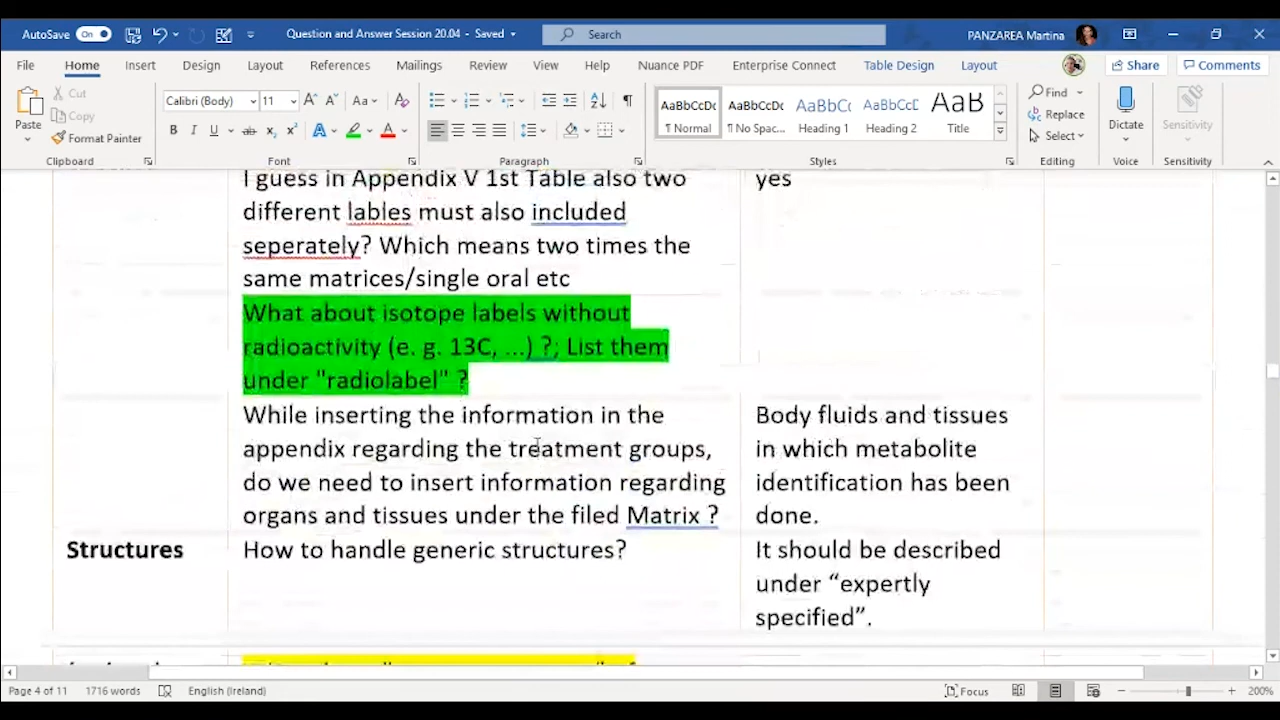 AutoSave On Question and Answer Session 20.04 - Saved Search PANZAREA Martina
File Home Insert Design Layout References Mailings Review View Help Nuance PDF Enterprise Connect Table Design Layout Share Comments
Paste Cut Copy Format Painter
Calibri (Body) 11
AaBbCcDc AaBbCcDc AaBbCc AaBbCcD AaB
¶ Normal ¶ No Spac... Heading 1 Heading 2 Title
Find Replace Select Dictate Sensitivity
Clipboard Font Paragraph Styles Editing Voice Sensitivity
I guess in Appendix V 1st Table also two
different lables must also included
seperately? Which means two times the
same matrices/single oral etc
yes
What about isotope labels without
radioactivity (e. g. 13C, ...) ?; List them
under "radiolabel" ?
While inserting the information in the
appendix regarding the treatment groups,
do we need to insert information regarding
organs and tissues under the filed Matrix ?
Body fluids and tissues
in which metabolite
identification has been
done.
Structures
How to handle generic structures?
It should be described
under “expertly
specified”.
Page 4 of 11 1716 words English (Ireland) Focus 200%